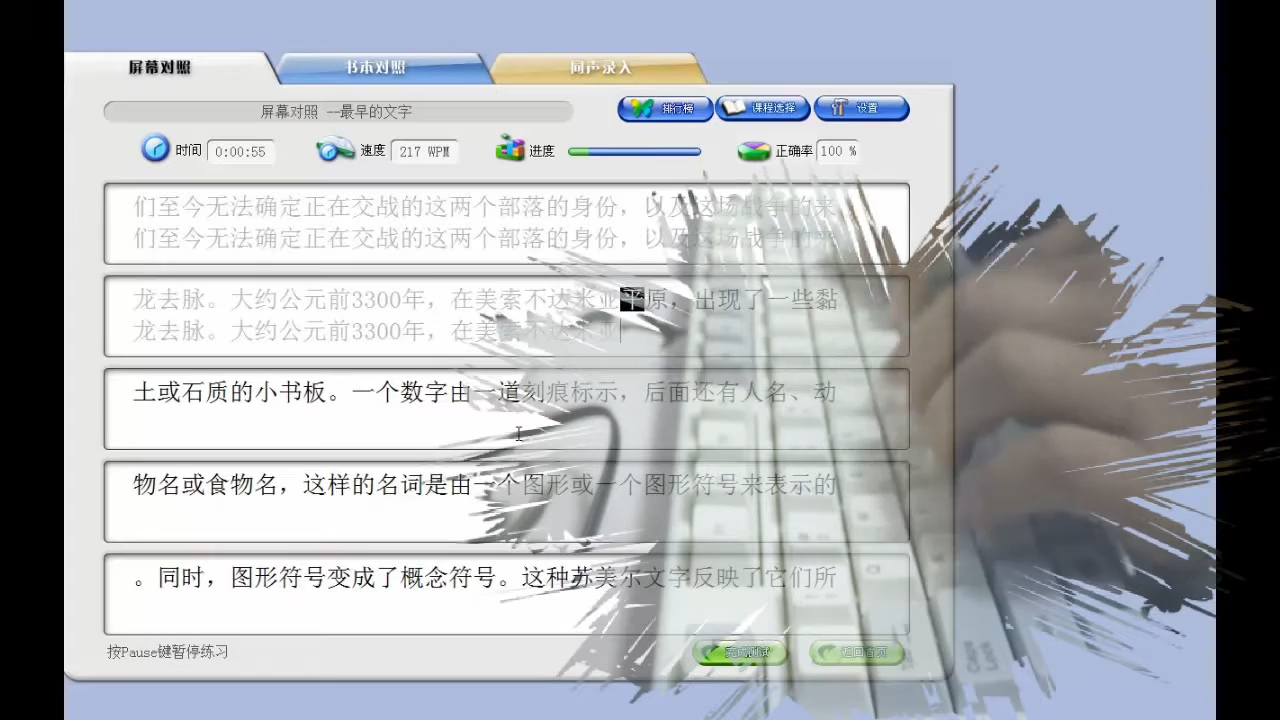 屏幕对照
书本对照
同声录入
屏幕对照 --最早的文字
排行榜
课程选择
设置
时间 0:00:55
速度 217 WPM
进度
正确率 100 %
们至今无法确定正在交战的这两个部落的身份，以及这场战争的来
们至今无法确定正在交战的这两个部落的身份，以及这场战争的来
龙去脉。大约公元前3300年，在美索不达米亚平原，出现了一些黏
龙去脉。大约公元前3300年，在美索不达米亚
土或石质的小书板。一个数字由一道刻痕标示，后面还有人名、动
物名或食物名，这样的名词是由一个图形或一个图形符号来表示的
。同时，图形符号变成了概念符号。这种苏美尔文字反映了它们所
按Pause键暂停练习
完成测试
返回首页
Caps Lock